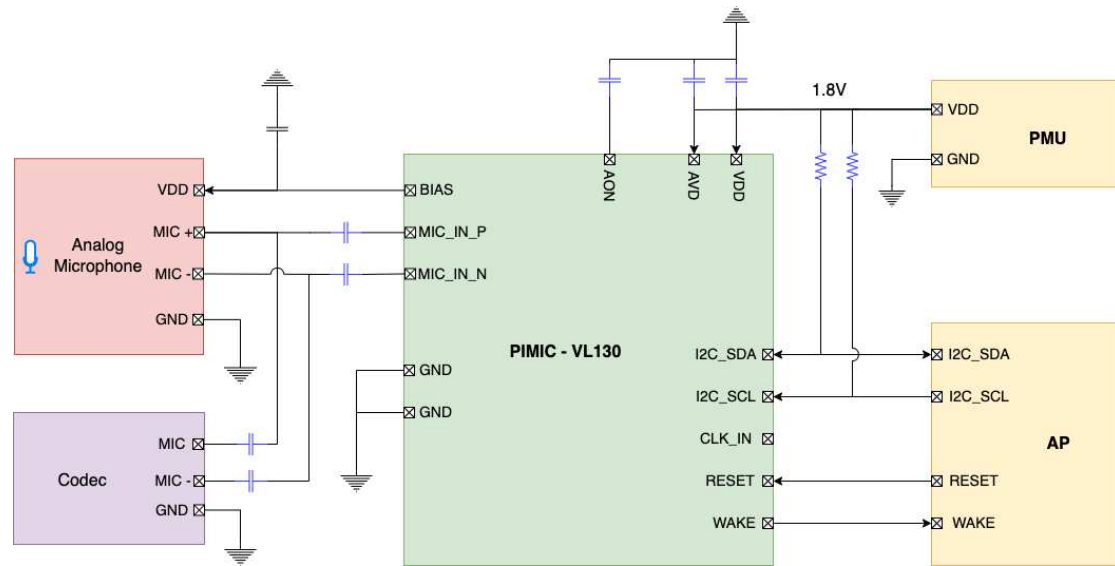 1.8V
VDD
PMU
GND
AON
AVD
VDD
VDD
BIAS
MIC +
MIC_IN_P
Analog
Microphone
MIC -
MIC_IN_N
GND
PIMIC - VL130
I2C_SDA
I2C_SDA
GND
I2C_SCL
I2C_SCL
GND
CLK_IN
AP
MIC
Codec
MIC -
RESET
RESET
GND
WAKE
WAKE